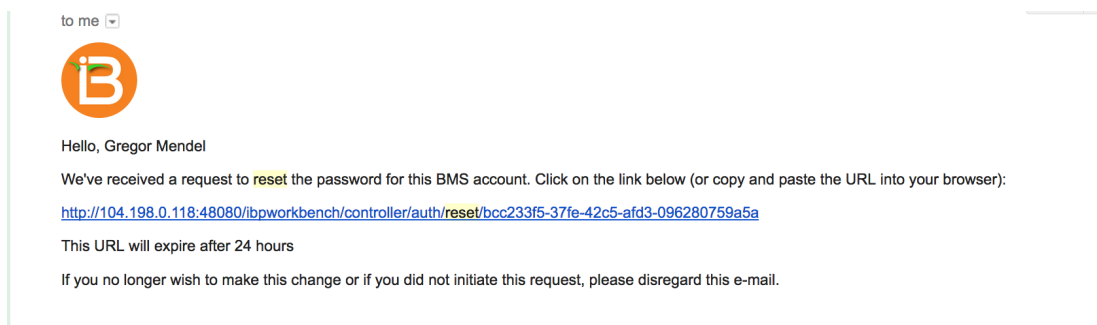 to me
iB
Hello, Gregor Mendel
We've received a request to reset the password for this BMS account. Click on the link below (or copy and paste the URL into your browser):
http://104.198.0.118:48080/ibpworkbench/controller/auth/reset/bcc233f5-37fe-42c5-afd3-096280759a5a
This URL will expire after 24 hours
If you no longer wish to make this change or if you did not initiate this request, please disregard this e-mail.